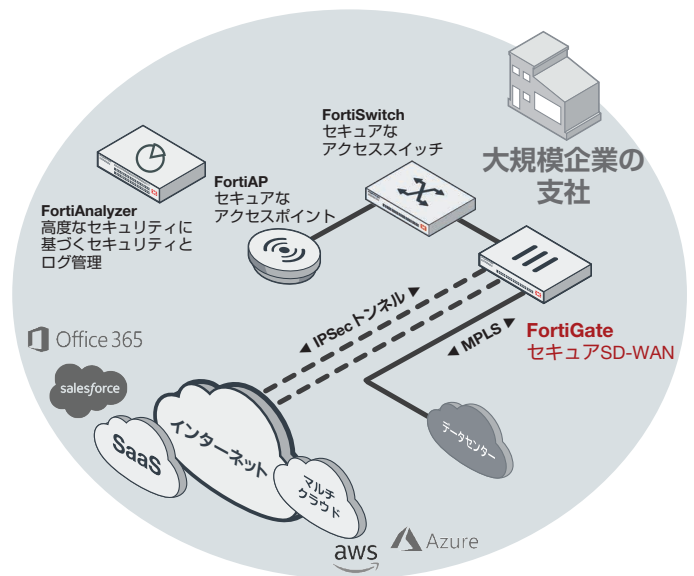 大規模企業の
支社
FortiSwitch
セキュアな
アクセススイッチ
FortiAP
セキュアな
アクセスポイント
FortiAnalyzer
高度なセキュリティに
基づくセキュリティと
ログ管理
◀ IPSecトンネル ▶
◀ MPLS ▶
FortiGate
セキュアSD-WAN
Office 365
salesforce
SaaS
インターネット
マルチ
クラウド
データセンター
aws
Azure